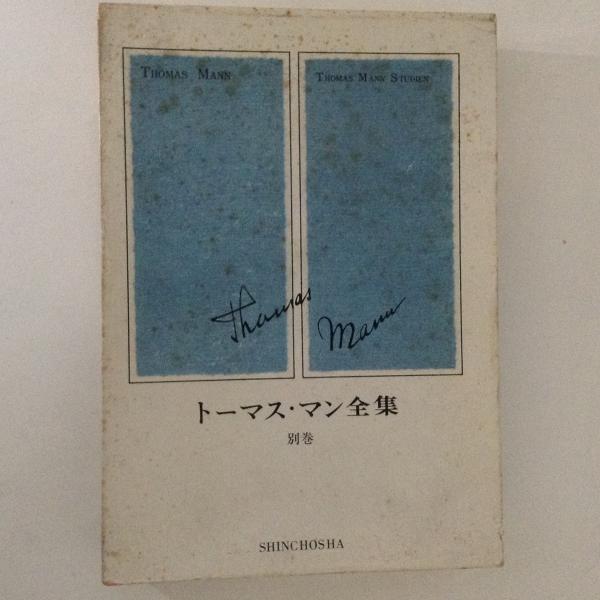 THOMAS MANN
THOMAS MANN STUDIEN
Thomas
Mann
トーマス・マン全集
別巻
SHINCHOSHA